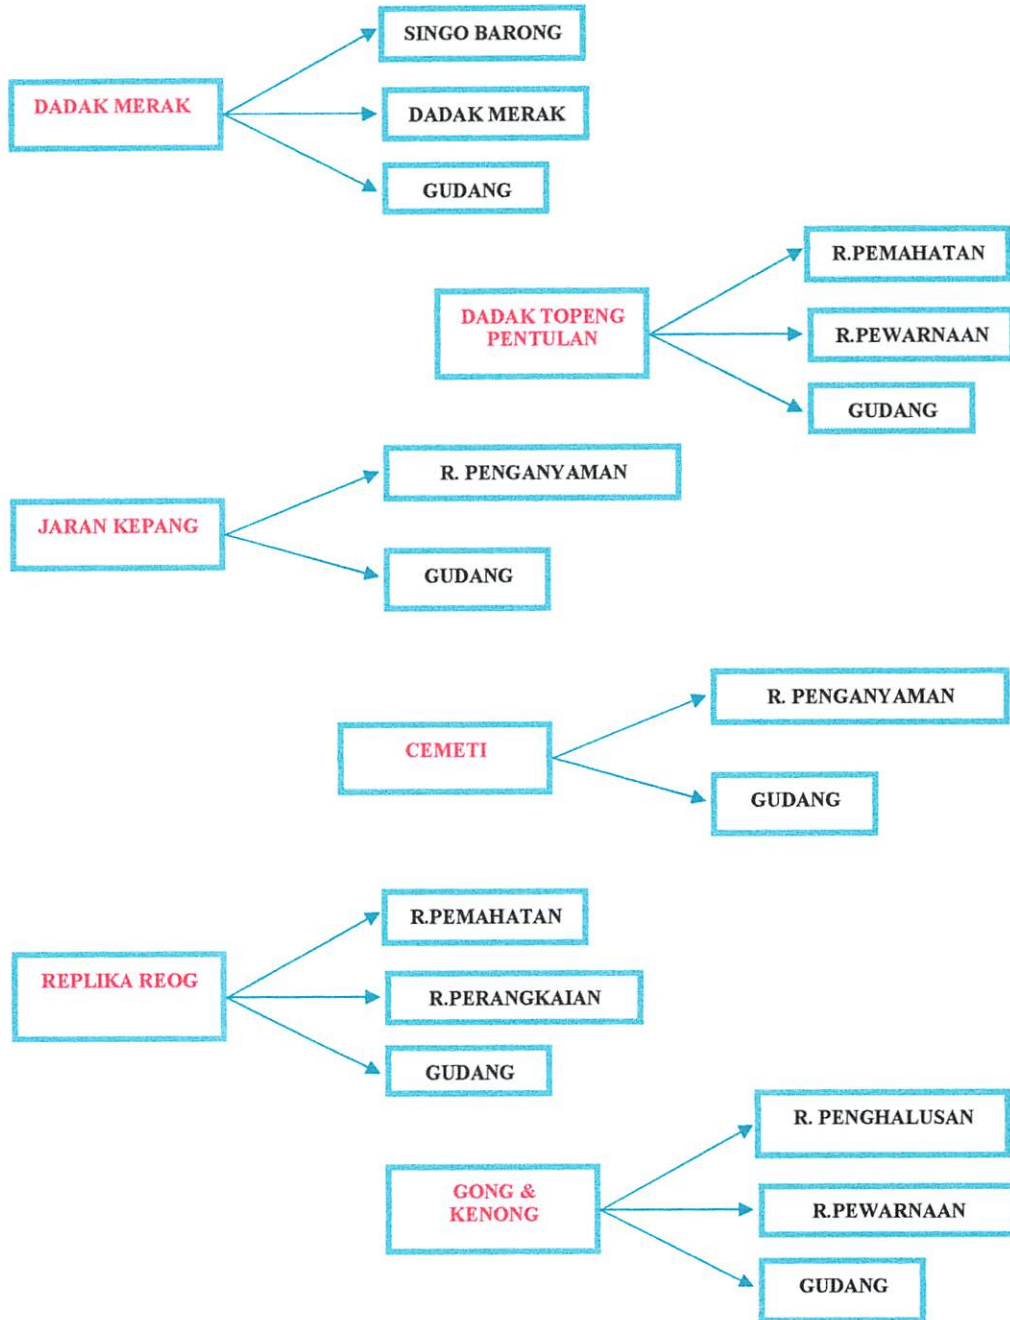 SINGO BARONG
DADAK MERAK
DADAK MERAK
GUDANG
R.PEMAHATAN
DADAK TOPENG
PENTULAN
R.PEWARNAAN
GUDANG
R. PENGANYAMAN
JARAN KEPANG
GUDANG
R. PENGANYAMAN
CEMETI
GUDANG
R.PEMAHATAN
REPLIKA REOG
R.PERANGKAIAN
GUDANG
R. PENGHALUSAN
GONG &
KENONG
R.PEWARNAAN
GUDANG